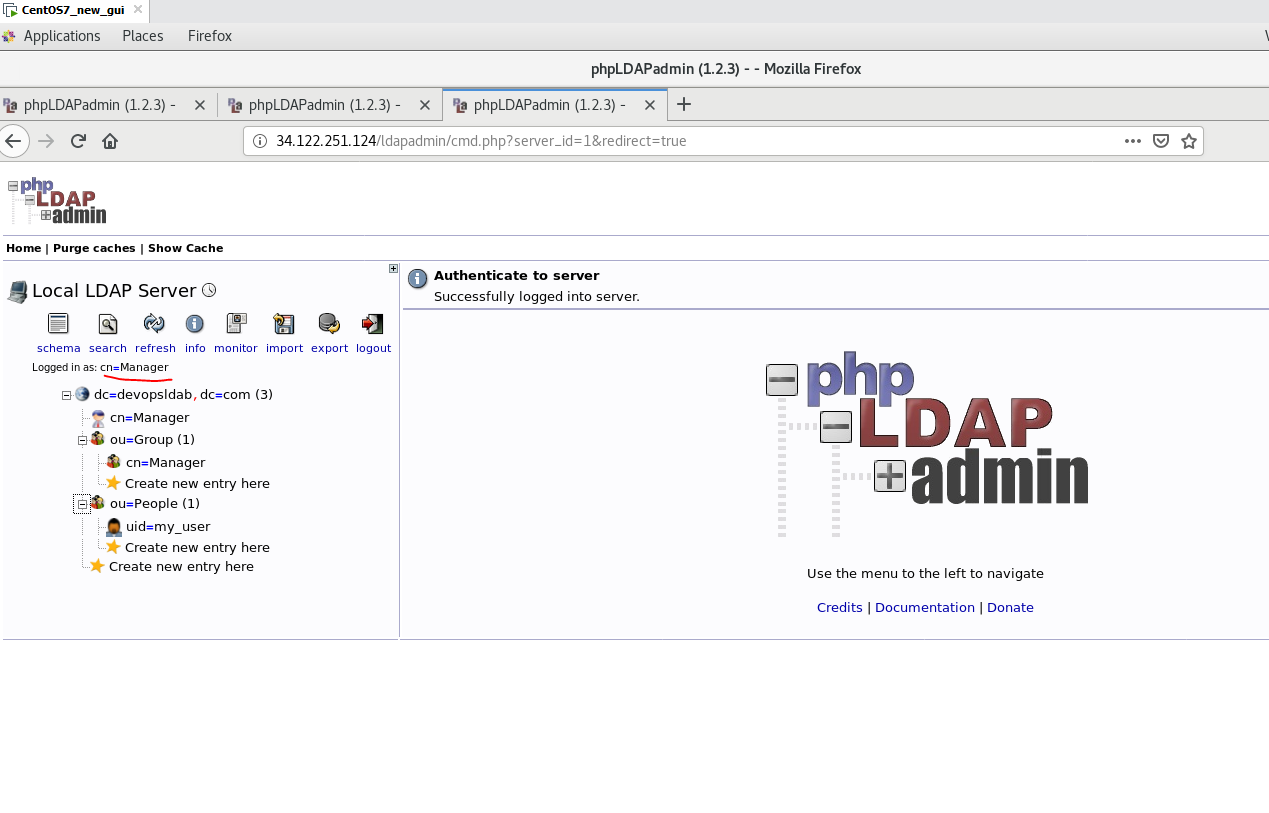 CentOS7_new_gui
Applications Places Firefox
phpLDAPadmin (1.2.3) - - Mozilla Firefox
phpLDAPadmin (1.2.3) - phpLDAPadmin (1.2.3) - phpLDAPadmin (1.2.3) -
34.122.251.124/ldapadmin/cmd.php?server_id=1&redirect=true
php
LDAP
admin
Home | Purge caches | Show Cache
Local LDAP Server
schema search refresh info monitor import export logout
Logged in as: cn=Manager
dc=devopsldab,dc=com (3)
cn=Manager
ou=Group (1)
cn=Manager
Create new entry here
ou=People (1)
uid=my_user
Create new entry here
Create new entry here
Authenticate to server
Successfully logged into server.
php
LDAP
admin
Use the menu to the left to navigate
Credits | Documentation | Donate